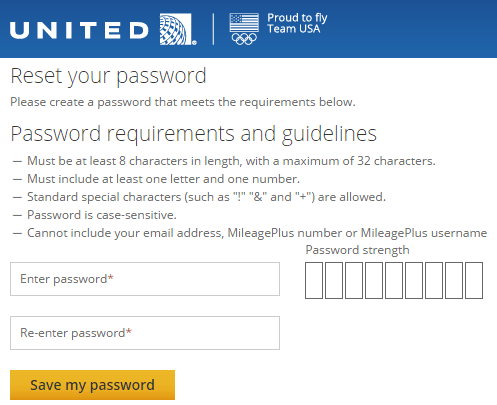 UNITED
Proud to fly
Team USA
Reset your password
Please create a password that meets the requirements below.
Password requirements and guidelines
— Must be at least 8 characters in length, with a maximum of 32 characters.
— Must include at least one letter and one number.
— Standard special characters (such as "!" "&" and "+") are allowed.
— Password is case-sensitive.
— Cannot include your email address, MileagePlus number or MileagePlus username
Password strength
Enter password*
Re-enter password*
Save my password